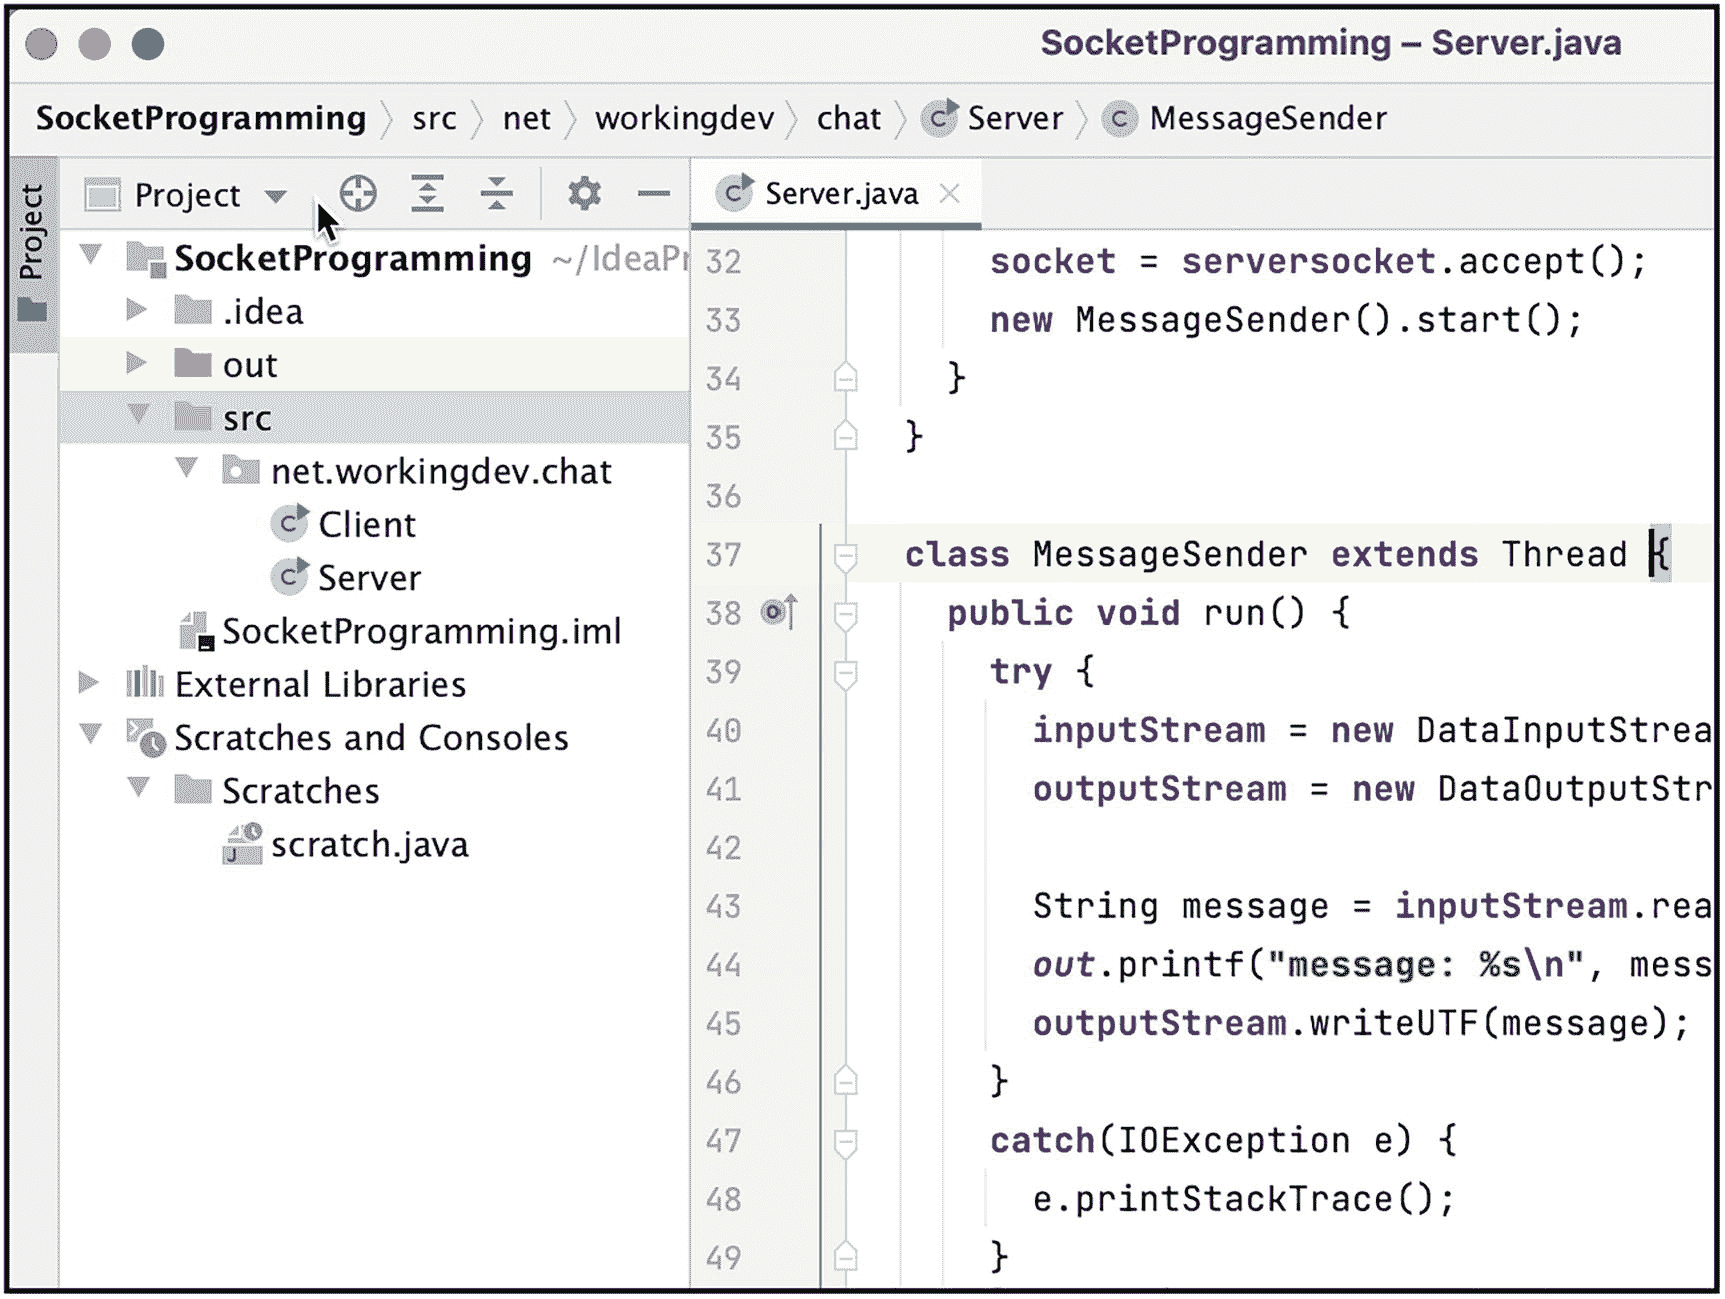 SocketProgramming – Server.java
SocketProgramming src net workingdev chat Server MessageSender
Project
Project
Server.java
SocketProgramming ~/IdeaPr
.idea
out
src
net.workingdev.chat
Client
Server
SocketProgramming.iml
External Libraries
Scratches and Consoles
Scratches
scratch.java
32 socket = serversocket.accept();
33 new MessageSender().start();
34 }
35 }
36
37 class MessageSender extends Thread {
38 public void run() {
39 try {
40 inputStream = new DataInputStrea
41 outputStream = new DataOutputStr
42
43 String message = inputStream.rea
44 out.printf("message: %s\n", mess
45 outputStream.writeUTF(message);
46 }
47 catch(IOException e) {
48 e.printStackTrace();
49 }